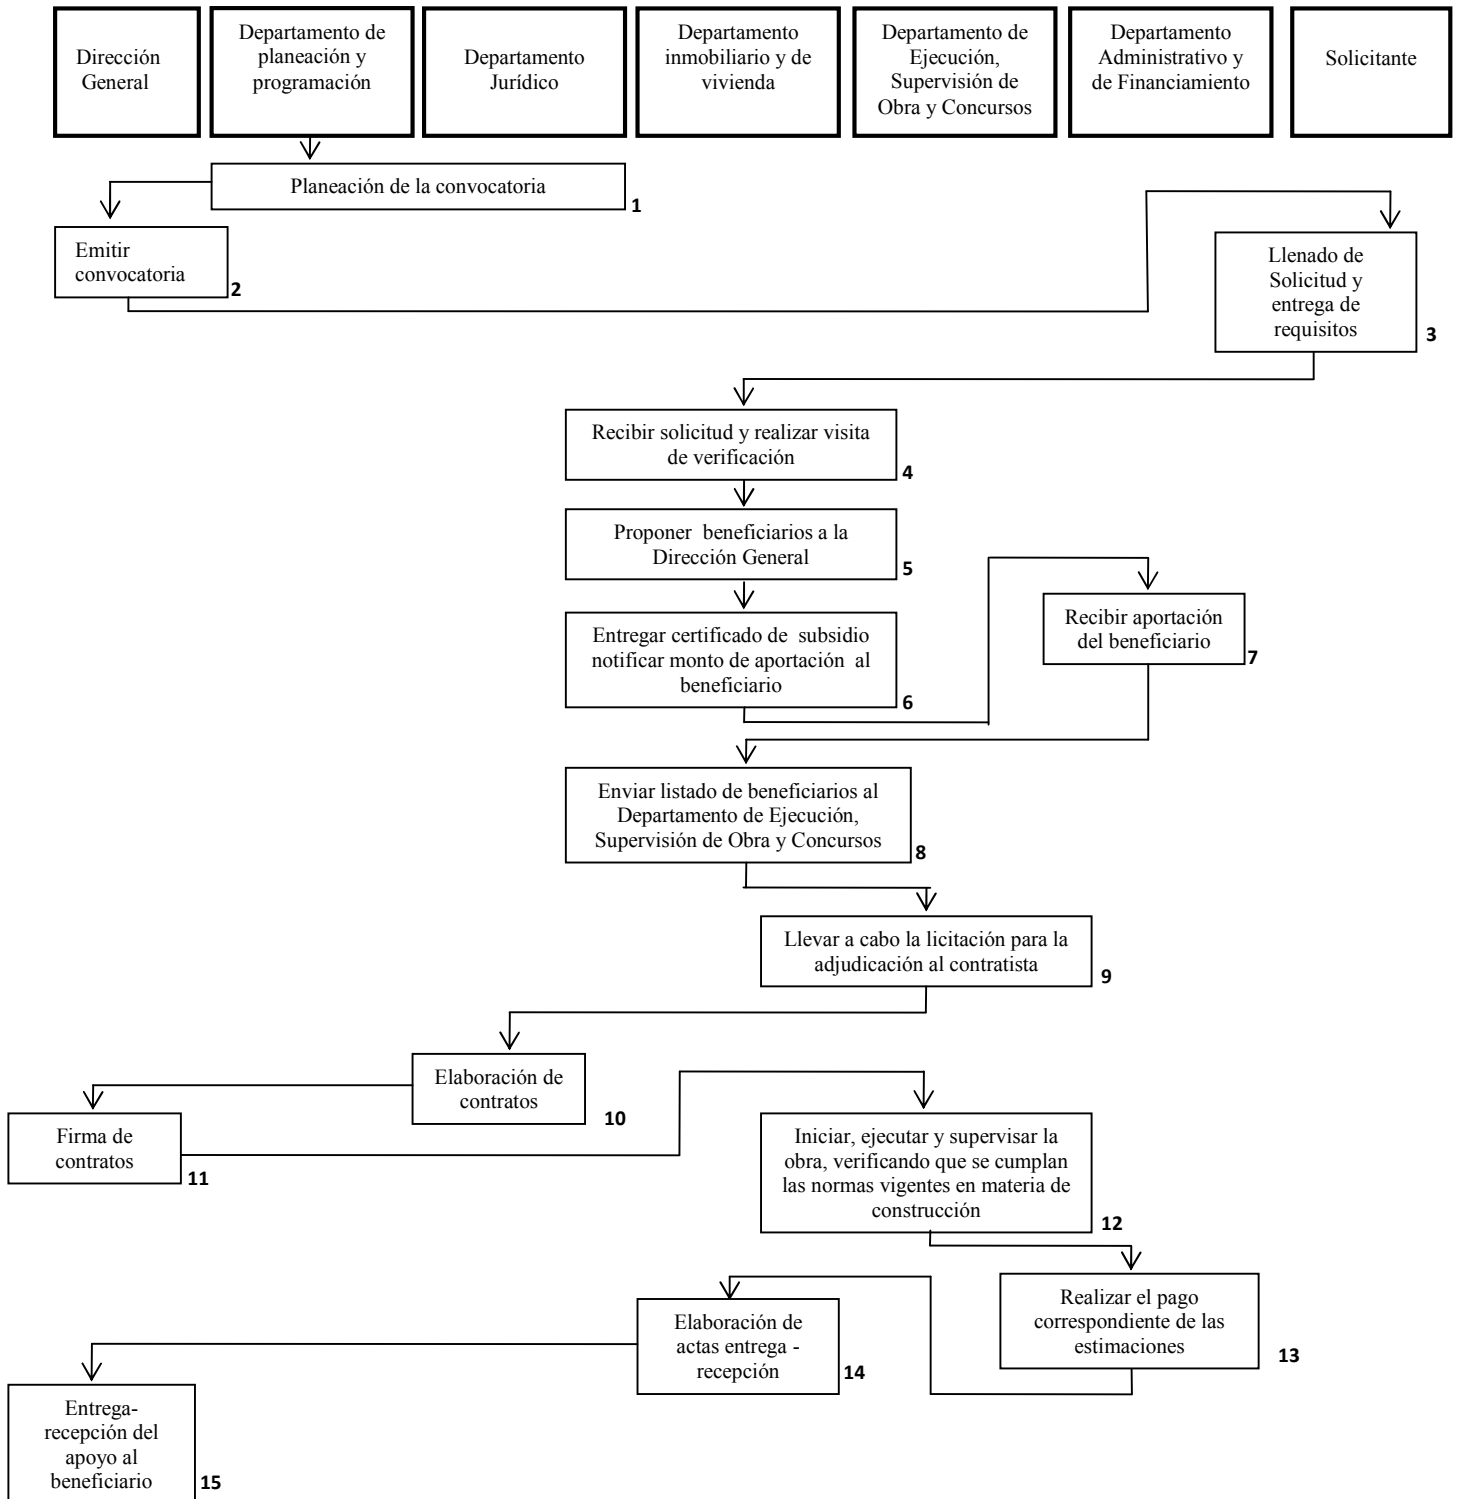 Dirección
General
Departamento de
planeación y
programación
Departamento
Jurídico
Departamento
inmobiliario y de
vivienda
Departamento de
Ejecución,
Supervisión de
Obra y Concursos
Departamento
Administrativo y
de Financiamiento
Solicitante
Planeación de la convocatoria
1
Emitir
convocatoria
2
Llenado de
Solicitud y
entrega de
requisitos
3
Recibir solicitud y realizar visita
de verificación
4
Proponer beneficiarios a la
Dirección General
5
Entregar certificado de subsidio
notificar monto de aportación al
beneficiario
6
Recibir aportación
del beneficiario
7
Enviar listado de beneficiarios al
Departamento de Ejecución,
Supervisión de Obra y Concursos
8
Llevar a cabo la licitación para la
adjudicación al contratista
9
Elaboración de
contratos
10
Firma de
contratos
11
Iniciar, ejecutar y supervisar la
obra, verificando que se cumplan
las normas vigentes en materia de
construcción
12
Realizar el pago
correspondiente de las
estimaciones
13
Elaboración de
actas entrega -
recepción
14
Entrega-
recepción del
apoyo al
beneficiario
15